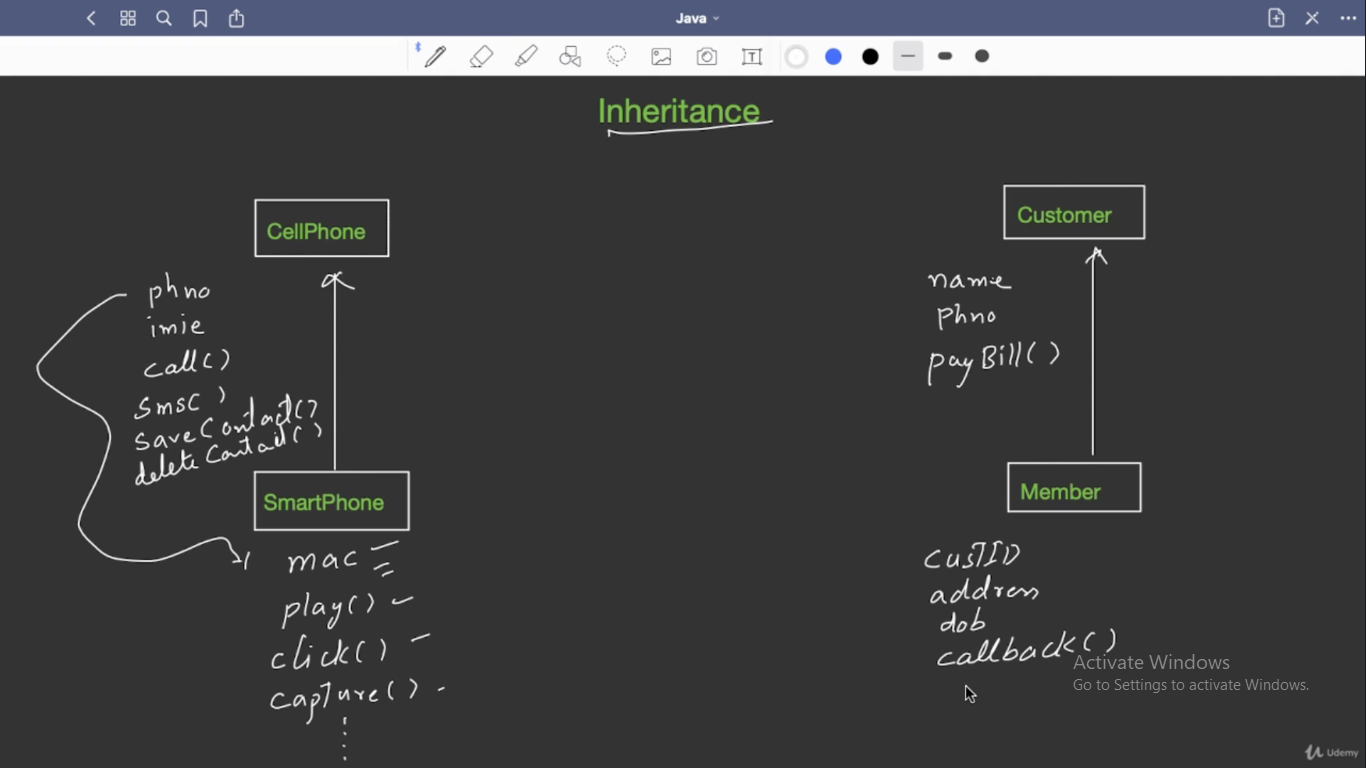 Java
T
Inheritance
CellPhone
phno
imie
call()
sms()
saveContact()
deleteContact()
SmartPhone
mac
play()
click()
capture()
Customer
name
Phno
payBill()
Member
CustID
address
dob
callback()
Activate Windows
Go to Settings to activate Windows.
Udemy